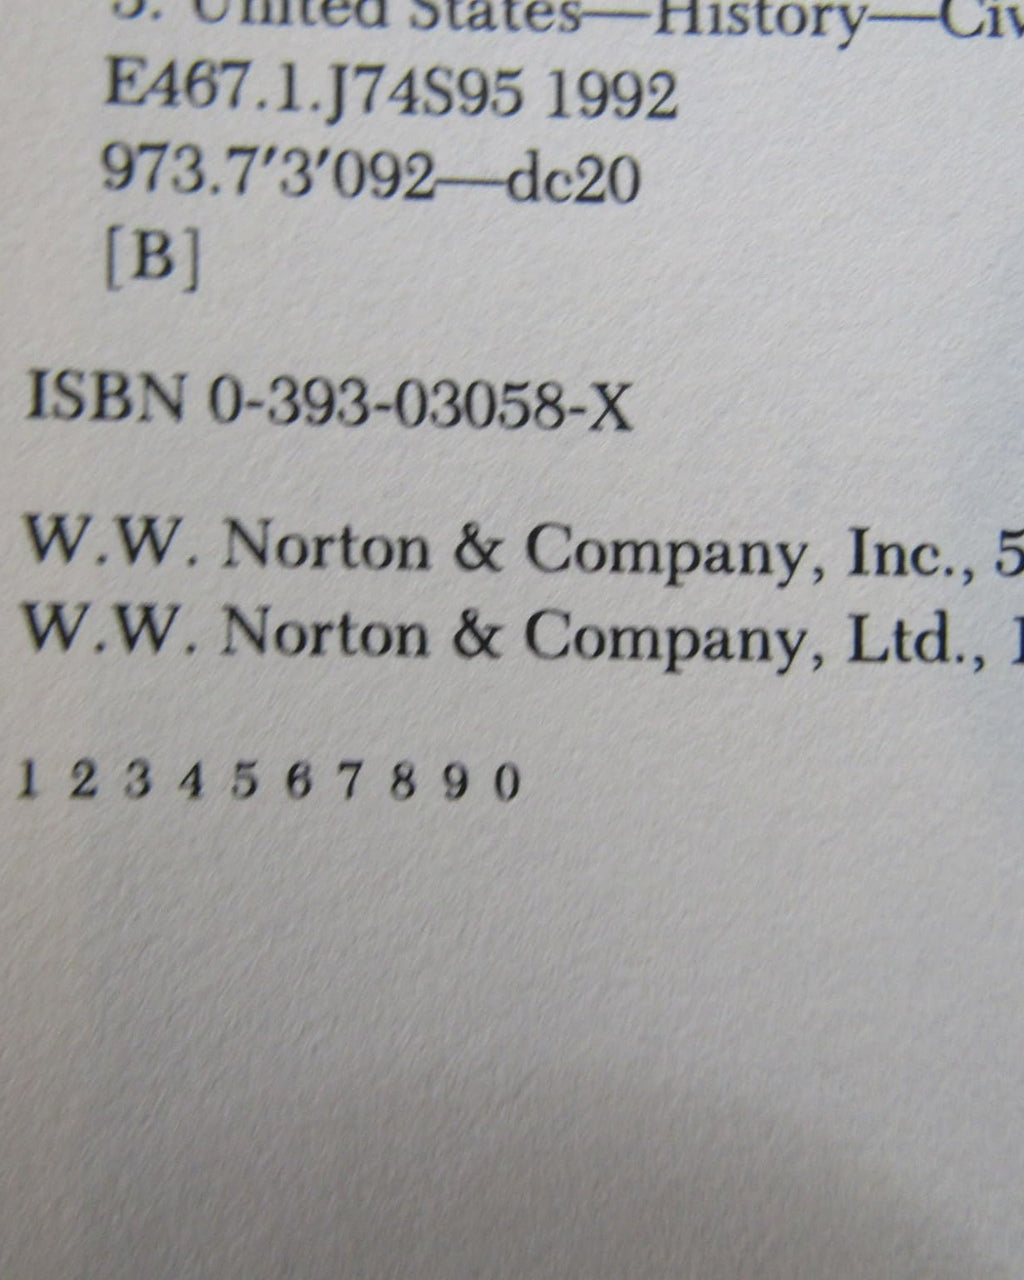 3. United States—History—Civ
E467.1.J74S95 1992
973.7′3′092—dc20
[B]
ISBN 0-393-03058-X
W.W. Norton & Company, Inc., 5
W.W. Norton & Company, Ltd., 1
1 2 3 4 5 6 7 8 9 0